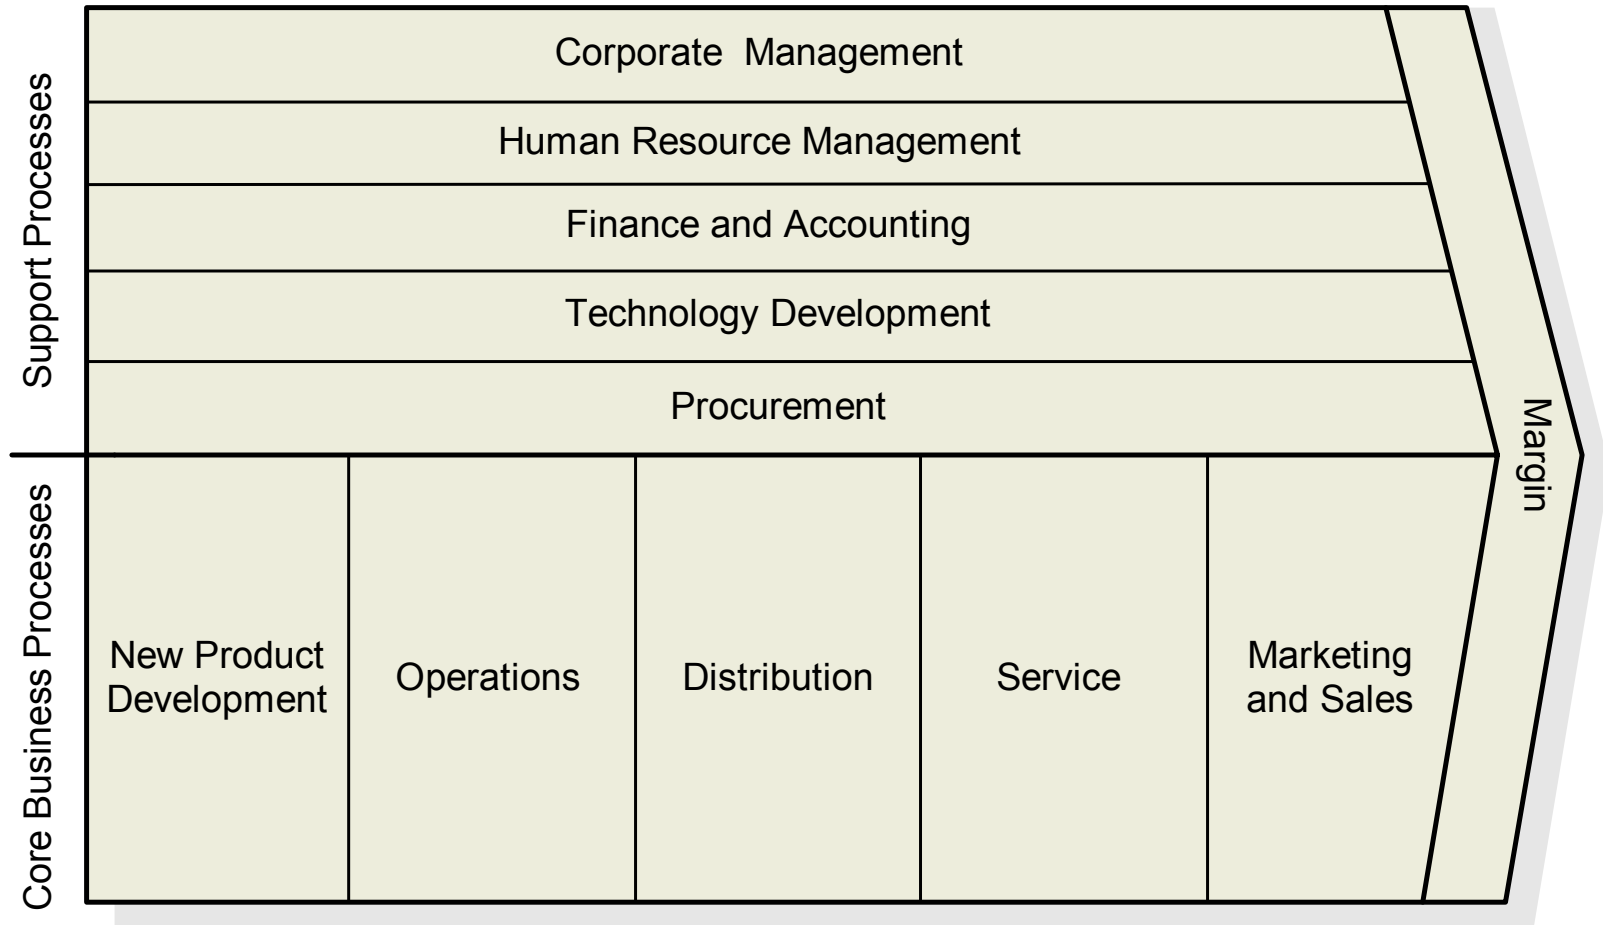 Support Processes
Corporate  Management
Human Resource Management
Finance and Accounting
Technology Development
Procurement
Margin
Core Business Processes
New Product
Development
Operations
Distribution
Service
Marketing
and Sales